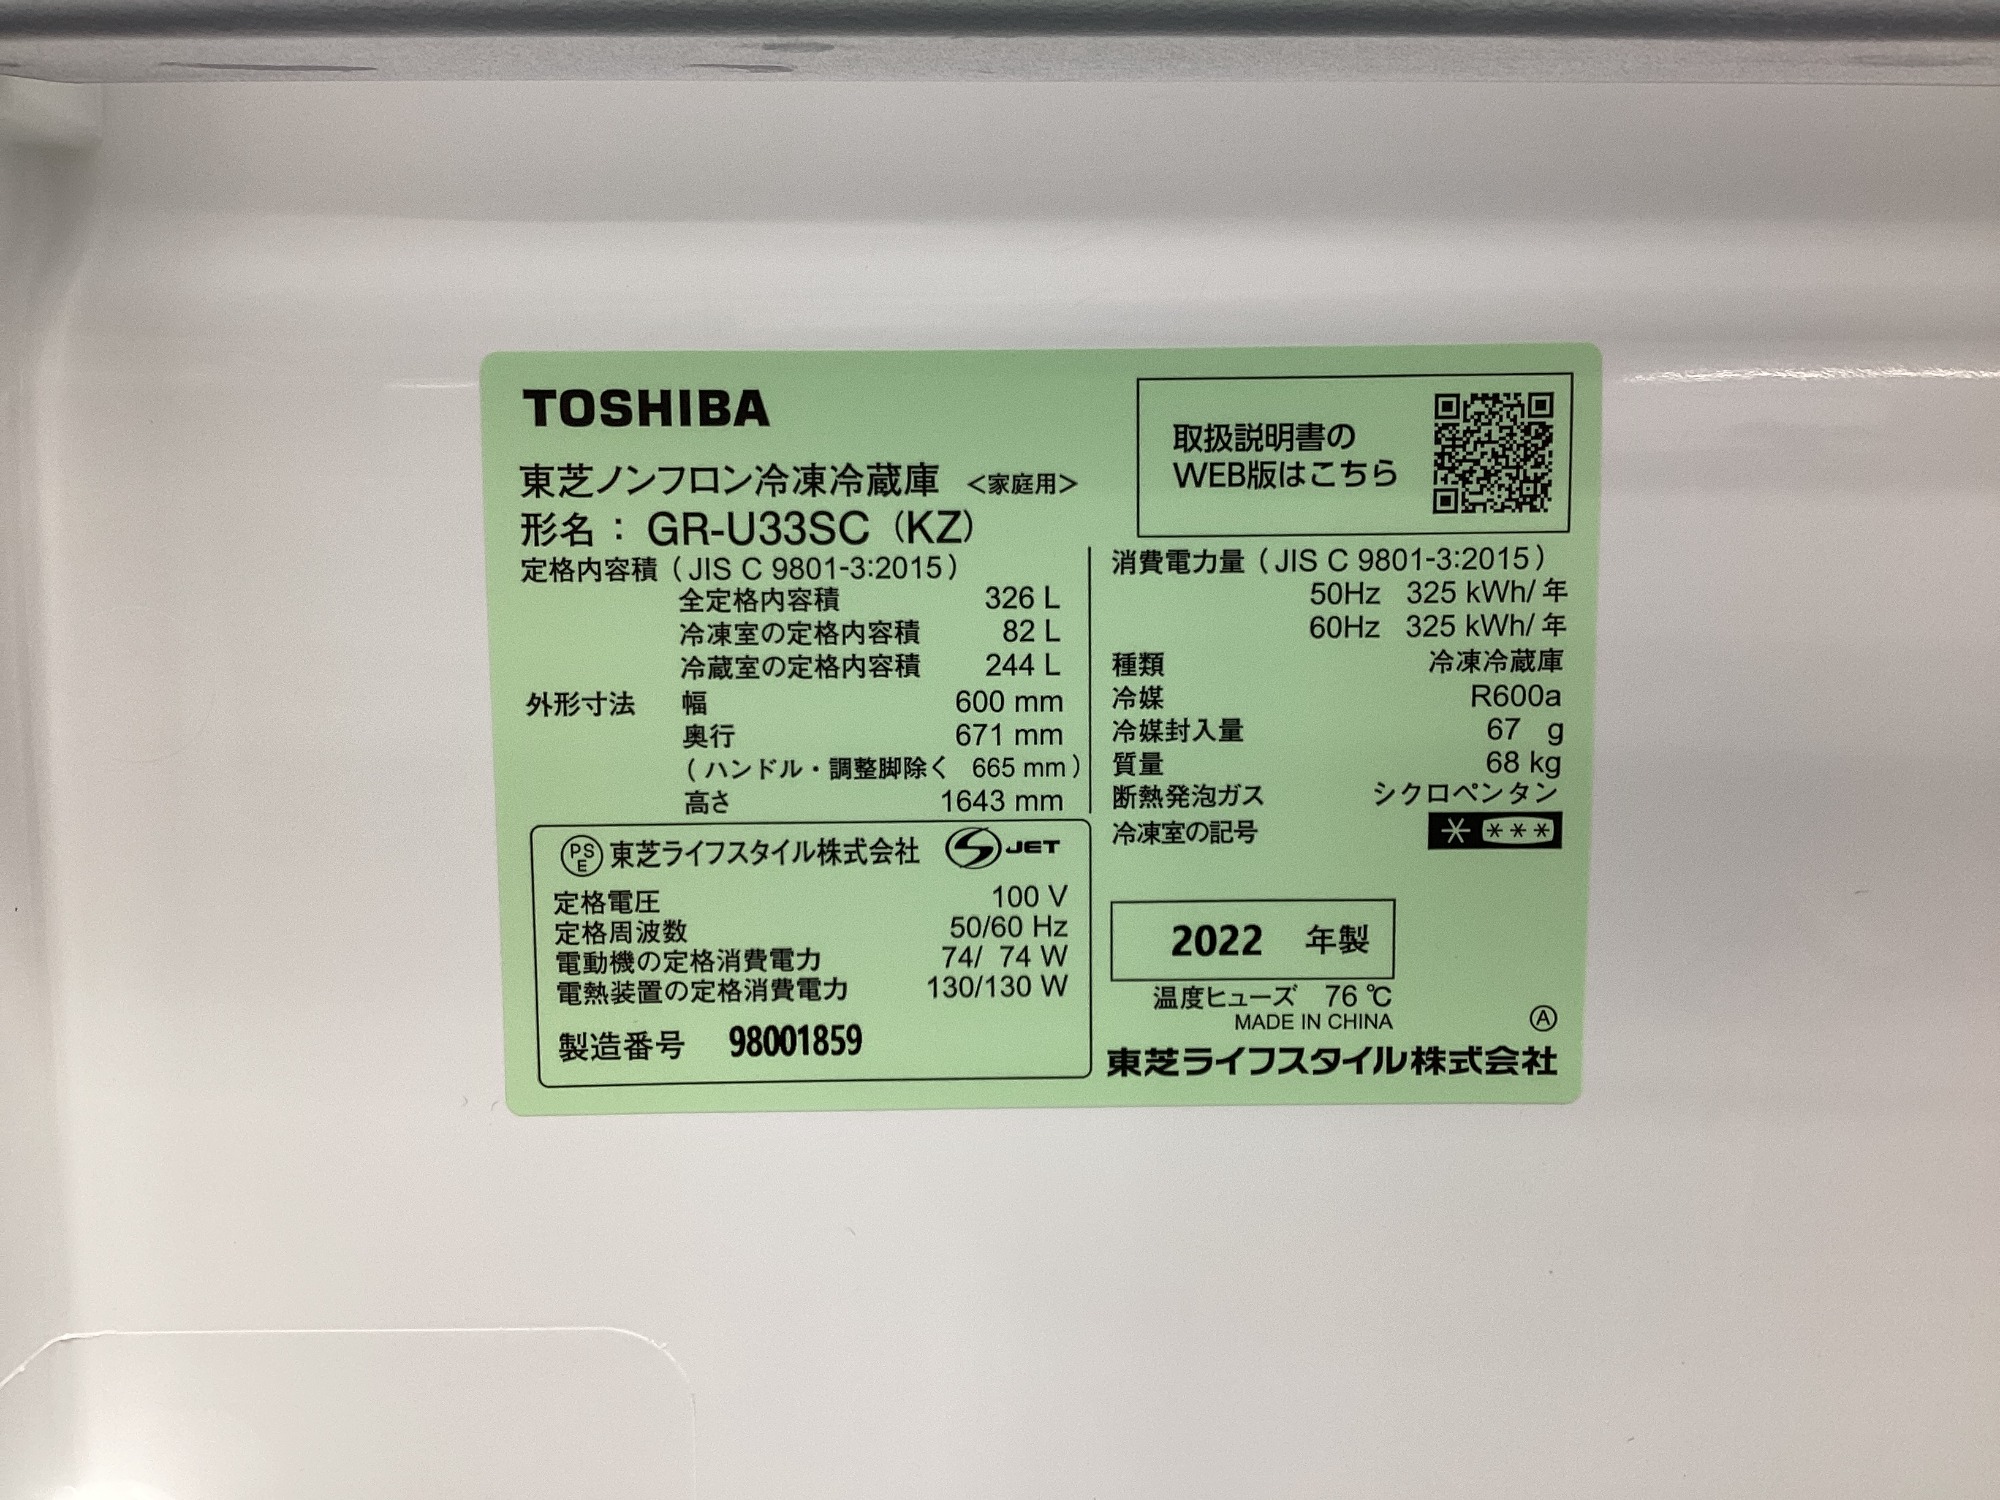 TOSHIBA
東芝ノンフロン冷凍冷蔵庫 <家庭用>
形名： GR-U33SC (KZ)
取扱説明書の
WEB版はこちら
定格内容積 ( JIS C 9801-3:2015 )
全定格内容積 326 L
冷凍室の定格内容積 82 L
冷蔵室の定格内容積 244 L
外形寸法 幅 600 mm
奥行 671 mm
( ハンドル・調整脚除く 665 mm )
高さ 1643 mm
PSE 東芝ライフスタイル株式会社 S JET
定格電圧 100 V
定格周波数 50/60 Hz
電動機の定格消費電力 74/ 74 W
電熱装置の定格消費電力 130/130 W
製造番号 98001859
消費電力量 ( JIS C 9801-3:2015 )
50Hz 325 kWh/年
60Hz 325 kWh/年
種類 冷凍冷蔵庫
冷媒 R600a
冷媒封入量 67 g
質量 68 kg
断熱発泡ガス シクロペンタン
冷凍室の記号 * ***
2022 年製
温度ヒューズ 76 ℃
MADE IN CHINA Ⓐ
東芝ライフスタイル株式会社